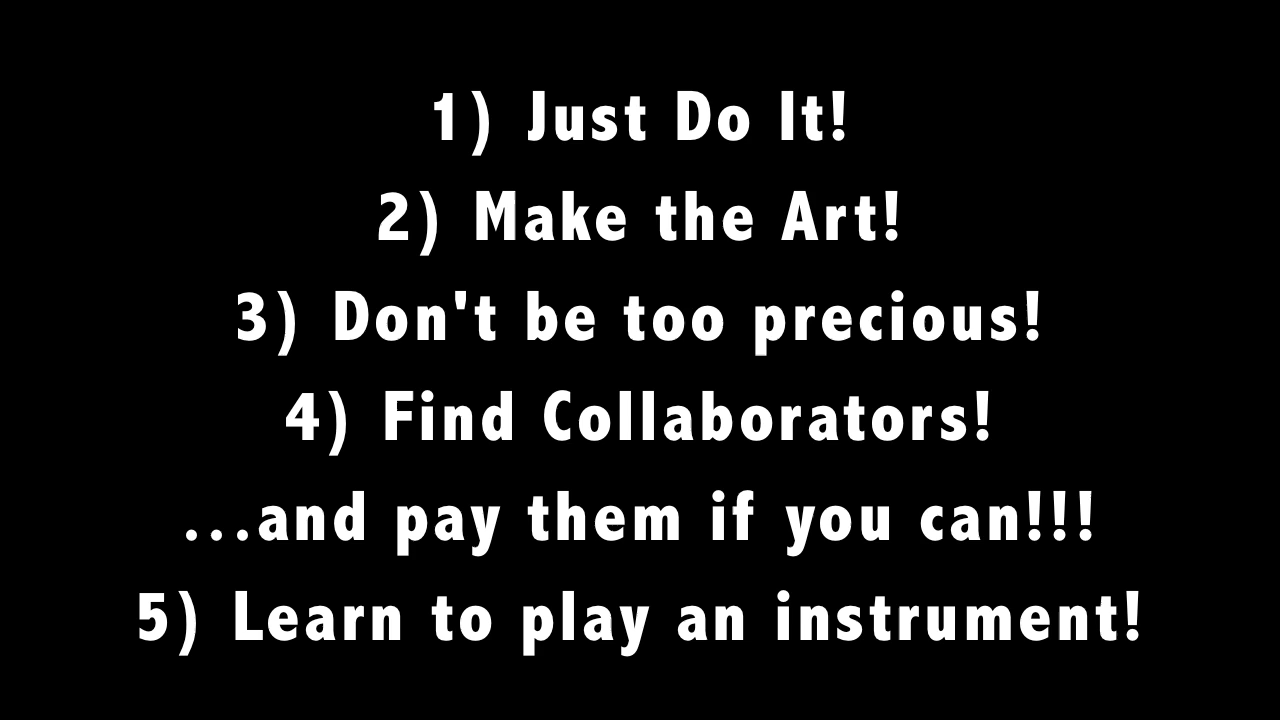 1) Just Do It!
2) Make the Art!
3) Don't be too precious!
4) Find Collaborators!
...and pay them if you can!!!
5) Learn to play an instrument!